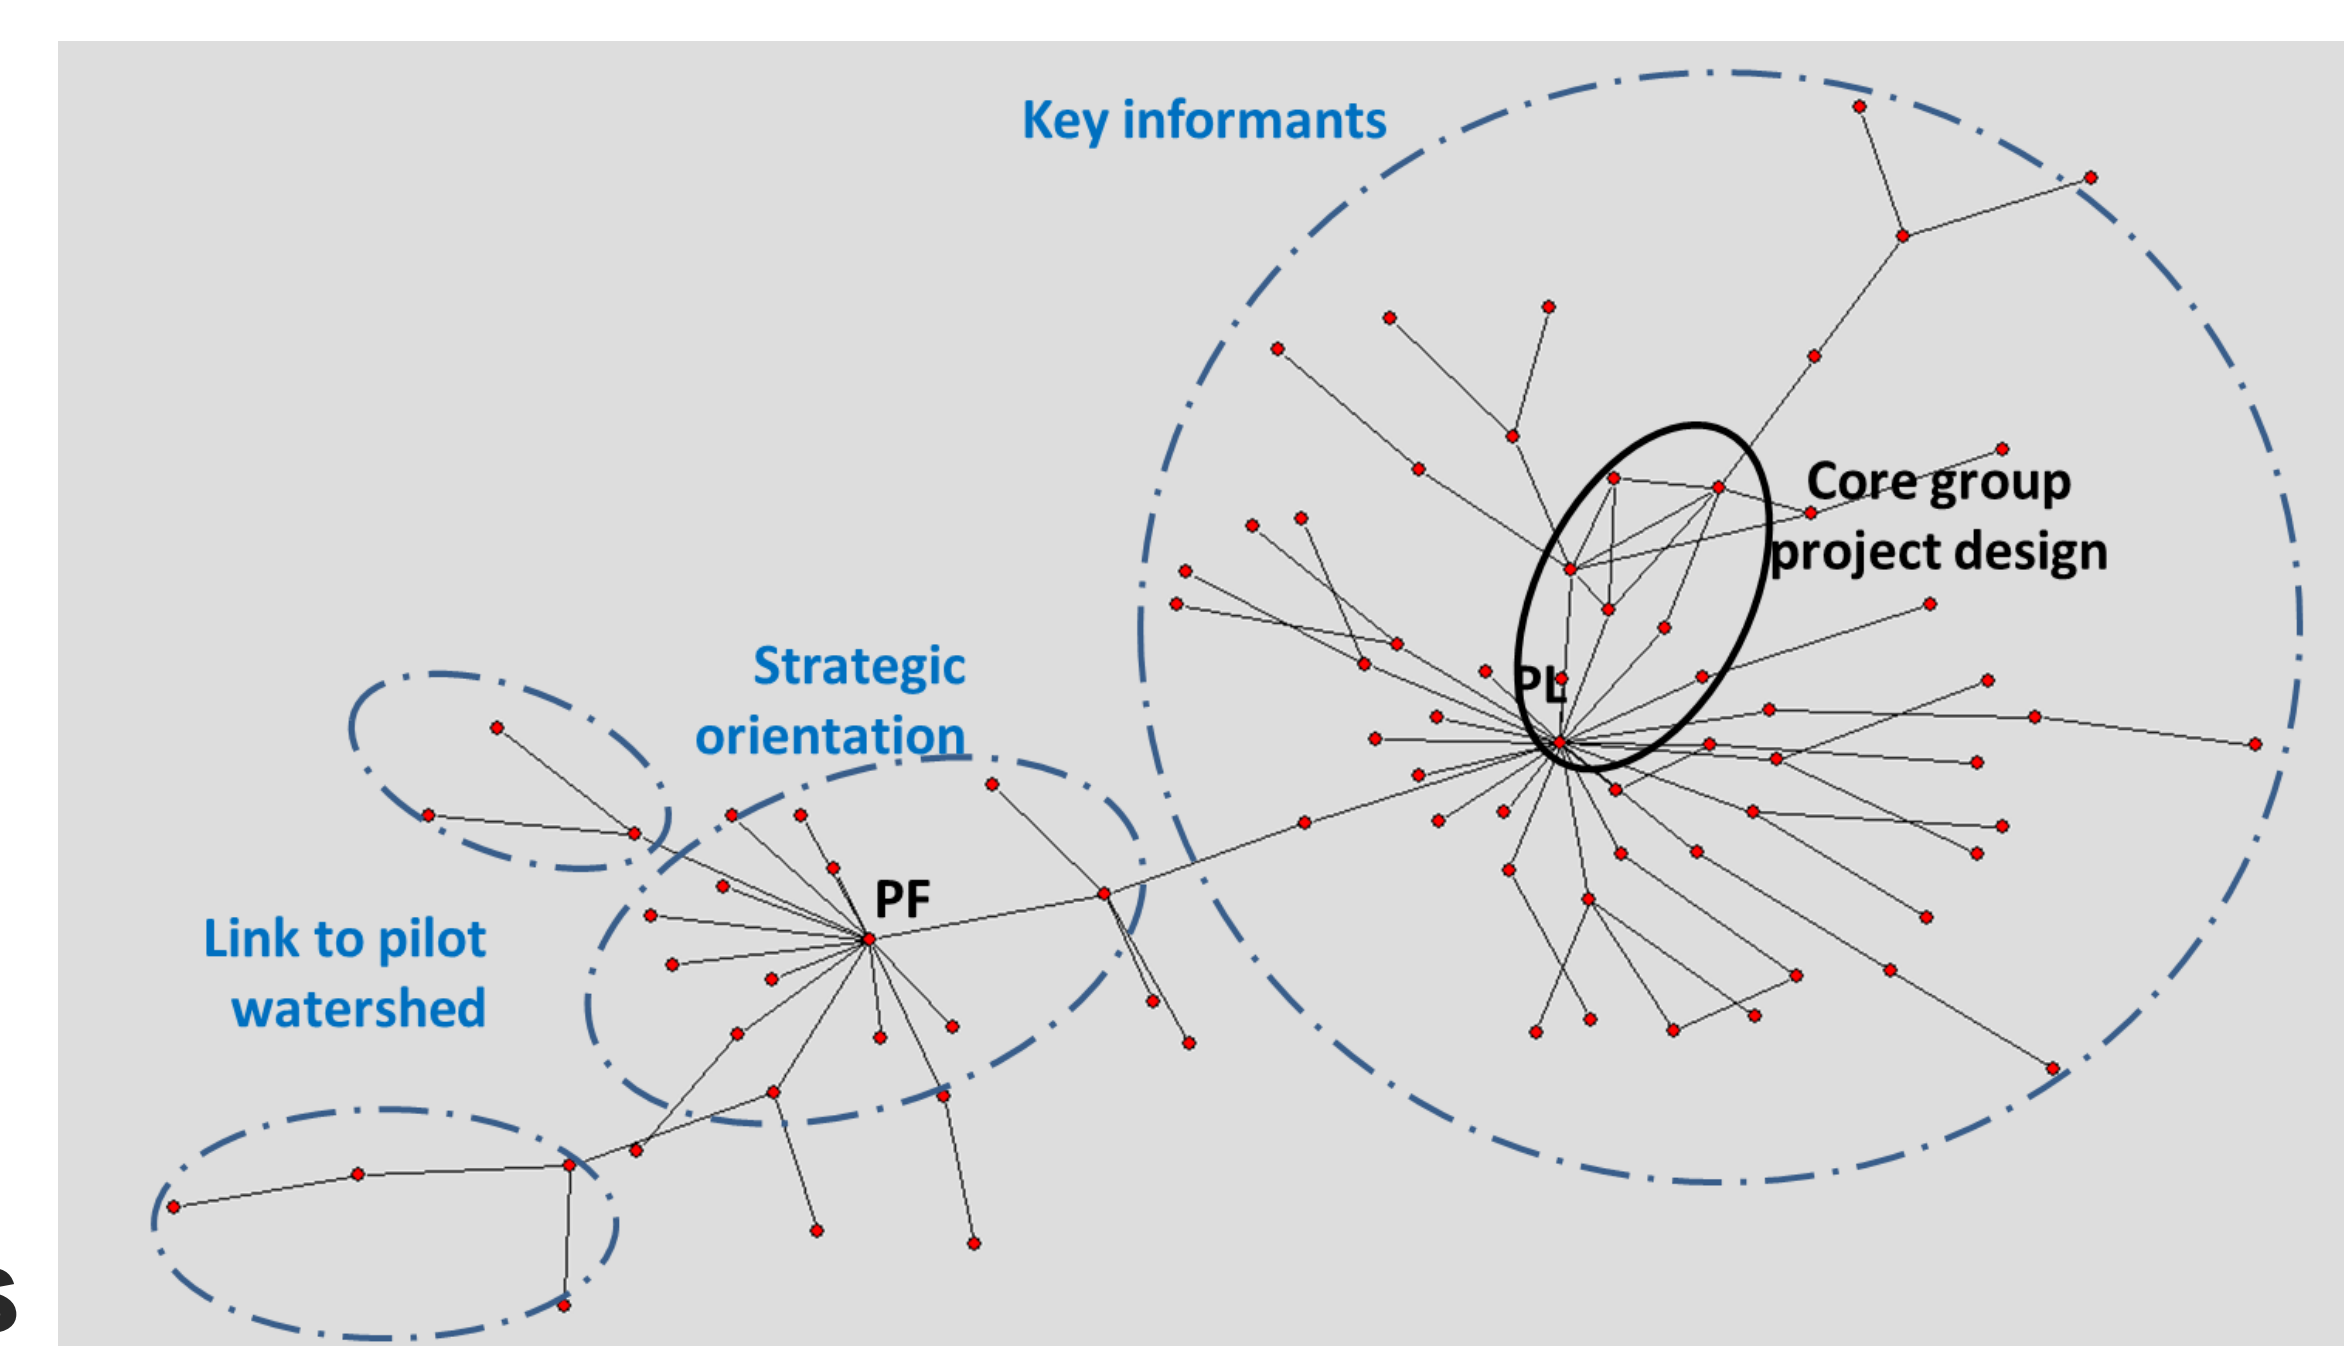 Key informants
Core group
project design
PL
Strategic
orientation
PF
Link to pilot
watershed
s